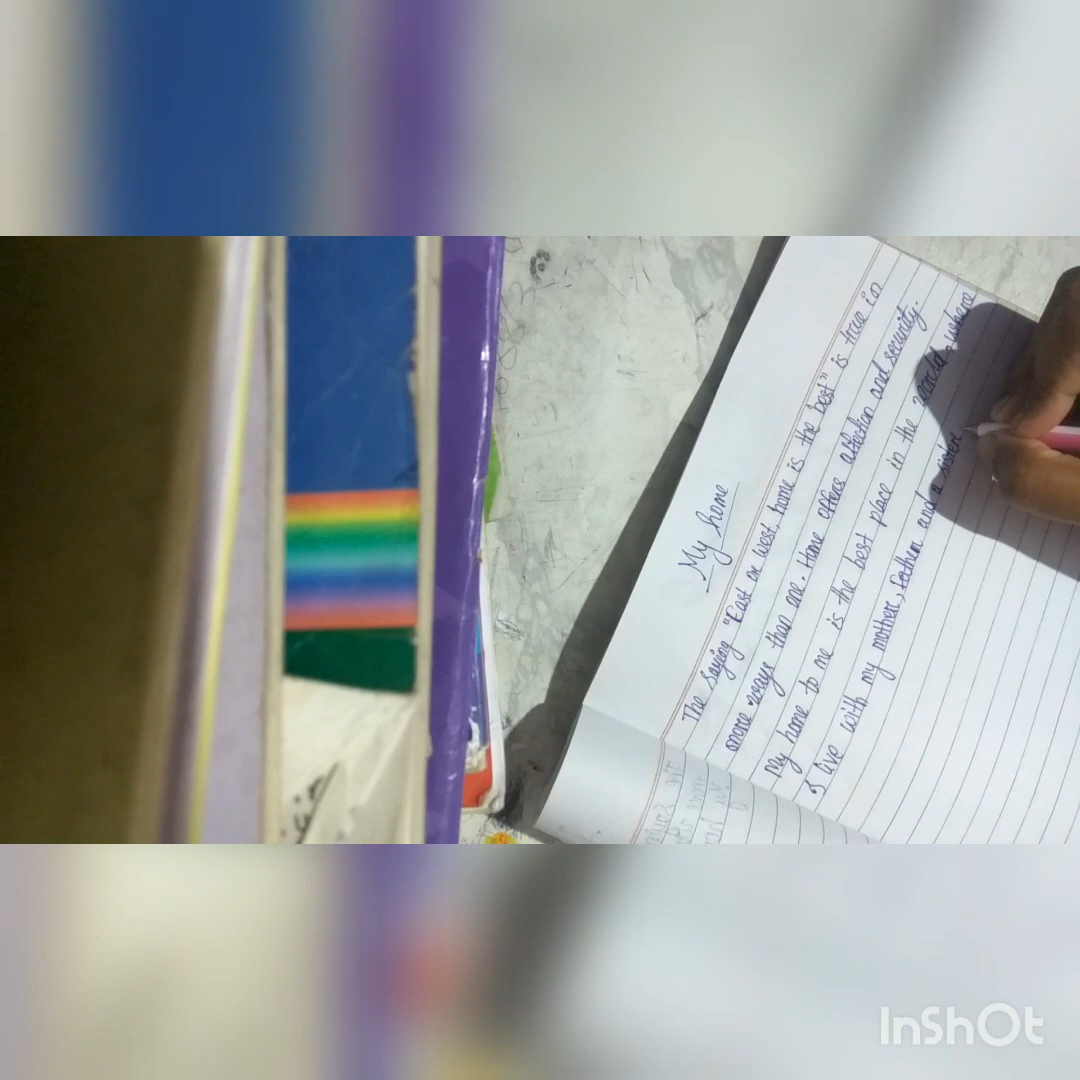 My home
The saying "East or west, home is the best" is true in
more ways than one. Home offers affection and security.
My home to me is the best place in the world where
I live with my mother, father and a sister
InShOt